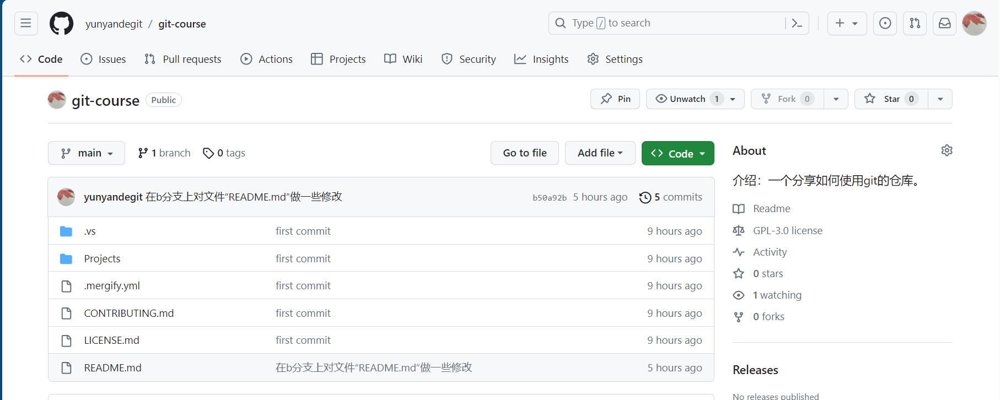 yunyandegit / git-course
Type / to search
Code Issues Pull requests Actions Projects Wiki Security Insights Settings
git-course Public
Pin Unwatch 1 Fork 0 Star 0
main 1 branch 0 tags
Go to file Add file Code
yunyandegit 在b分支上对文件“README.md”做一些修改 b50a92b 5 hours ago 5 commits
.vs first commit 9 hours ago
Projects first commit 9 hours ago
.mergify.yml first commit 9 hours ago
CONTRIBUTING.md first commit 9 hours ago
LICENSE.md first commit 9 hours ago
README.md 在b分支上对文件“README.md”做一些修改 5 hours ago
About
介绍：一个分享如何使用git的仓库。
Readme
GPL-3.0 license
Activity
0 stars
1 watching
0 forks
Releases
No releases published